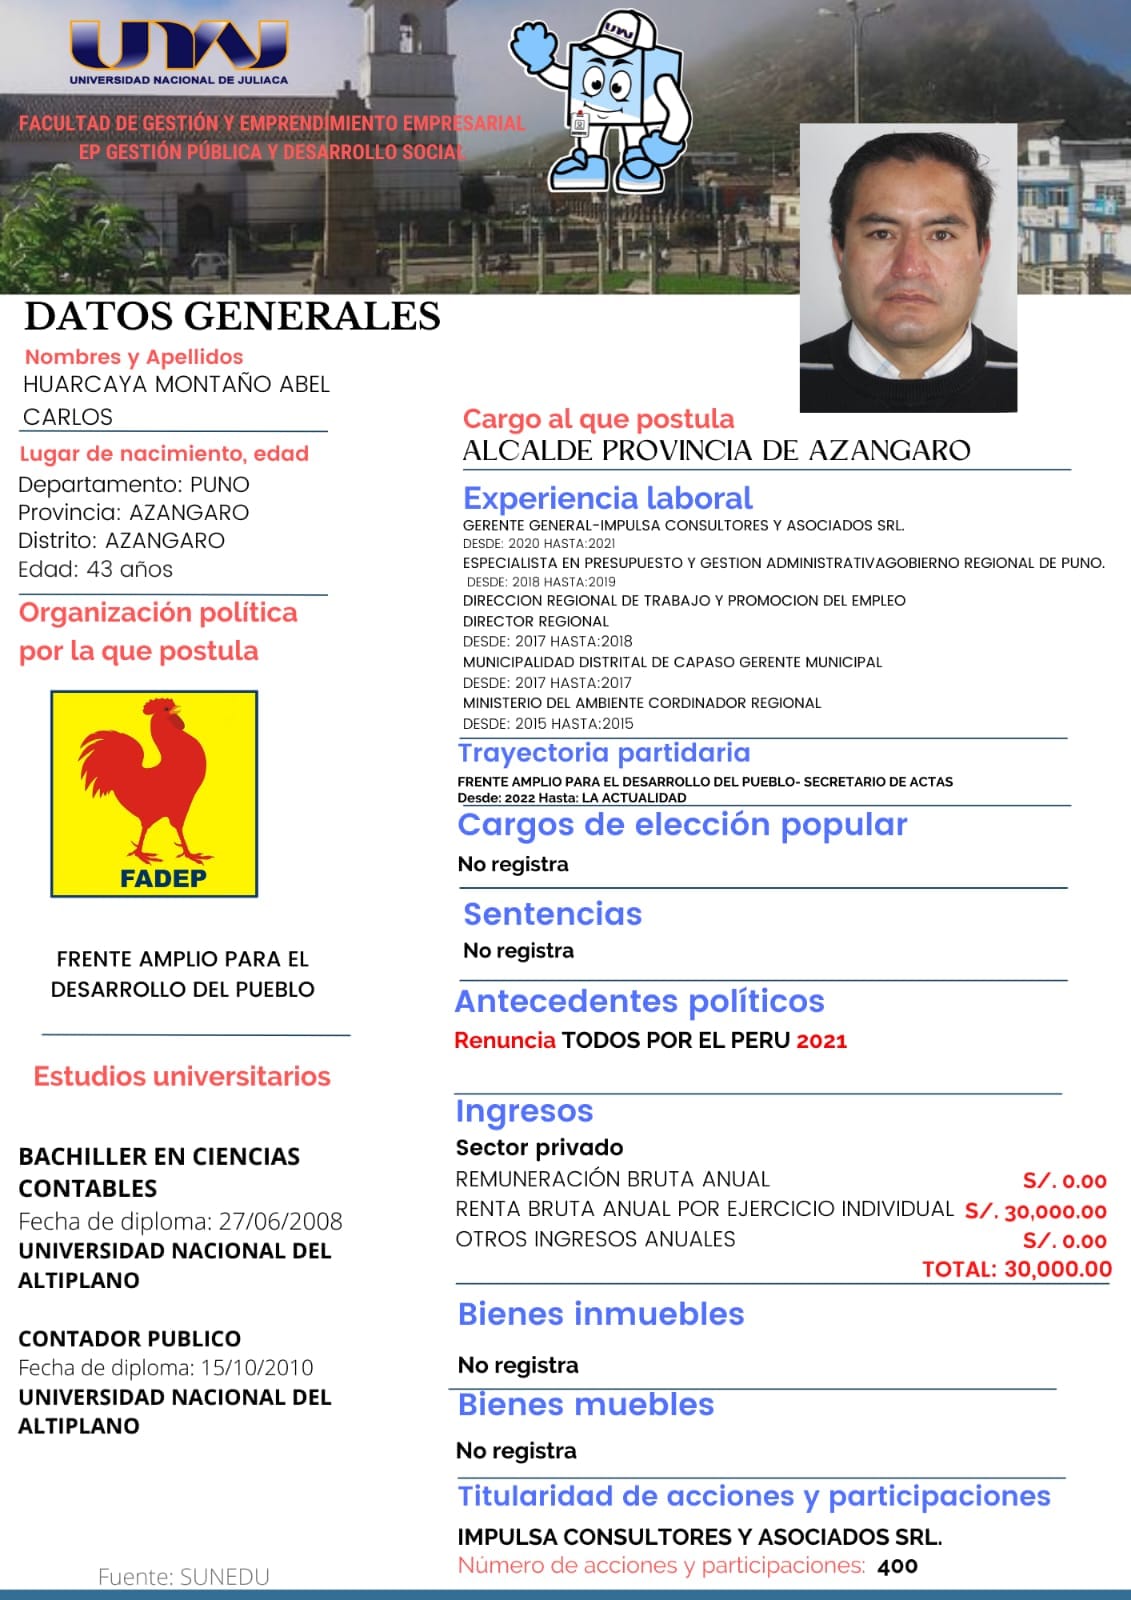 UNAJ
UNIVERSIDAD NACIONAL DE JULIACA
FACULTAD DE GESTIÓN Y EMPRENDIMIENTO EMPRESARIAL
EP GESTIÓN PÚBLICA Y DESARROLLO SOCIAL
DATOS GENERALES
Nombres y Apellidos
HUARCAYA MONTAÑO ABEL
CARLOS
Lugar de nacimiento, edad
Departamento: PUNO
Provincia: AZANGARO
Distrito: AZANGARO
Edad: 43 años
Organización política
por la que postula
FADEP
FRENTE AMPLIO PARA EL
DESARROLLO DEL PUEBLO
Estudios universitarios
BACHILLER EN CIENCIAS
CONTABLES
Fecha de diploma: 27/06/2008
UNIVERSIDAD NACIONAL DEL
ALTIPLANO
CONTADOR PUBLICO
Fecha de diploma: 15/10/2010
UNIVERSIDAD NACIONAL DEL
ALTIPLANO
Fuente: SUNEDU
Cargo al que postula
ALCALDE PROVINCIA DE AZANGARO
Experiencia laboral
GERENTE GENERAL-IMPULSA CONSULTORES Y ASOCIADOS SRL.
DESDE: 2020 HASTA:2021
ESPECIALISTA EN PRESUPUESTO Y GESTION ADMINISTRATIVAGOBIERNO REGIONAL DE PUNO.
DESDE: 2018 HASTA:2019
DIRECCION REGIONAL DE TRABAJO Y PROMOCION DEL EMPLEO
DIRECTOR REGIONAL
DESDE: 2017 HASTA:2018
MUNICIPALIDAD DISTRITAL DE CAPASO GERENTE MUNICIPAL
DESDE: 2017 HASTA:2017
MINISTERIO DEL AMBIENTE CORDINADOR REGIONAL
DESDE: 2015 HASTA:2015
Trayectoria partidaria
FRENTE AMPLIO PARA EL DESARROLLO DEL PUEBLO- SECRETARIO DE ACTAS
Desde: 2022 Hasta: LA ACTUALIDAD
Cargos de elección popular
No registra
Sentencias
No registra
Antecedentes políticos
Renuncia TODOS POR EL PERU 2021
Ingresos
Sector privado
REMUNERACIÓN BRUTA ANUAL S/. 0.00
RENTA BRUTA ANUAL POR EJERCICIO INDIVIDUAL S/. 30,000.00
OTROS INGRESOS ANUALES S/. 0.00
TOTAL: 30,000.00
Bienes inmuebles
No registra
Bienes muebles
No registra
Titularidad de acciones y participaciones
IMPULSA CONSULTORES Y ASOCIADOS SRL.
Número de acciones y participaciones: 400